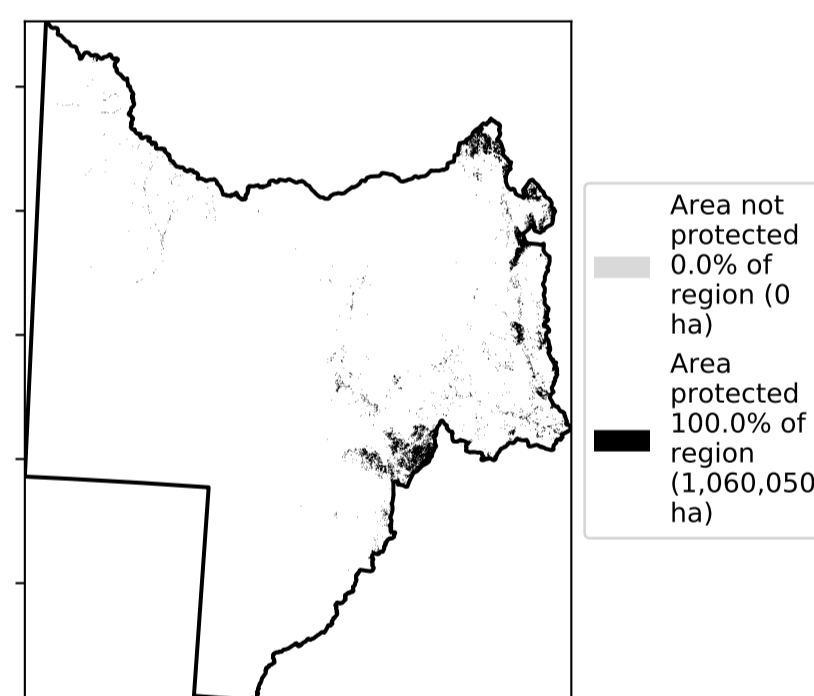 Area not
protected
0.0% of
region (0
ha)
Area
protected
100.0% of
region
(1,060,050
ha)